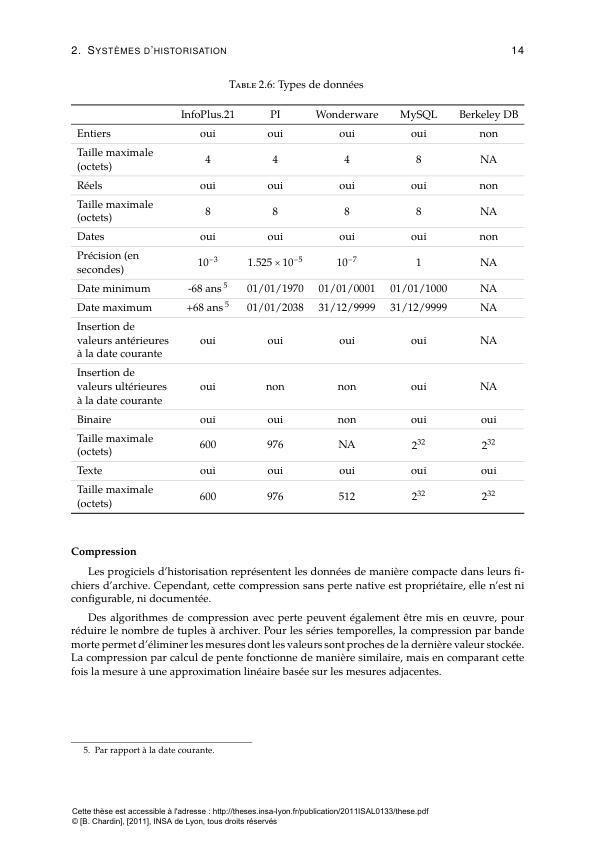 2. SYSTÈMES D'HISTORISATION 14
TABLE 2.6: Types de données
InfoPlus.21 PI Wonderware MySQL Berkeley DB
Entiers oui oui oui oui non
Taille maximale
(octets) 4 4 4 8 NA
Réels oui oui oui oui non
Taille maximale
(octets) 8 8 8 8 NA
Dates oui oui oui oui non
Précision (en
secondes) 10⁻³ 1.525 × 10⁻⁵ 10⁻⁷ 1 NA
Date minimum -68 ans ⁵ 01/01/1970 01/01/0001 01/01/1000 NA
Date maximum +68 ans ⁵ 01/01/2038 31/12/9999 31/12/9999 NA
Insertion de
valeurs antérieures oui oui oui oui NA
à la date courante
Insertion de
valeurs ultérieures oui non non oui NA
à la date courante
Binaire oui oui non oui oui
Taille maximale
(octets) 600 976 NA 2³² 2³²
Texte oui oui oui oui oui
Taille maximale
(octets) 600 976 512 2³² 2³²
Compression
Les progiciels d'historisation représentent les données de manière compacte dans leurs fi-
chiers d'archive. Cependant, cette compression sans perte native est propriétaire, elle n'est ni
configurable, ni documentée.
Des algorithmes de compression avec perte peuvent également être mis en œuvre, pour
réduire le nombre de tuples à archiver. Pour les séries temporelles, la compression par bande
morte permet d'éliminer les mesures dont les valeurs sont proches de la dernière valeur stockée.
La compression par calcul de pente fonctionne de manière similaire, mais en comparant cette
fois la mesure à une approximation linéaire basée sur les mesures adjacentes.
5. Par rapport à la date courante.
Cette thèse est accessible à l'adresse : http://theses.insa-lyon.fr/publication/2011ISAL0133/these.pdf
© [B. Chardin], [2011], INSA de Lyon, tous droits réservés